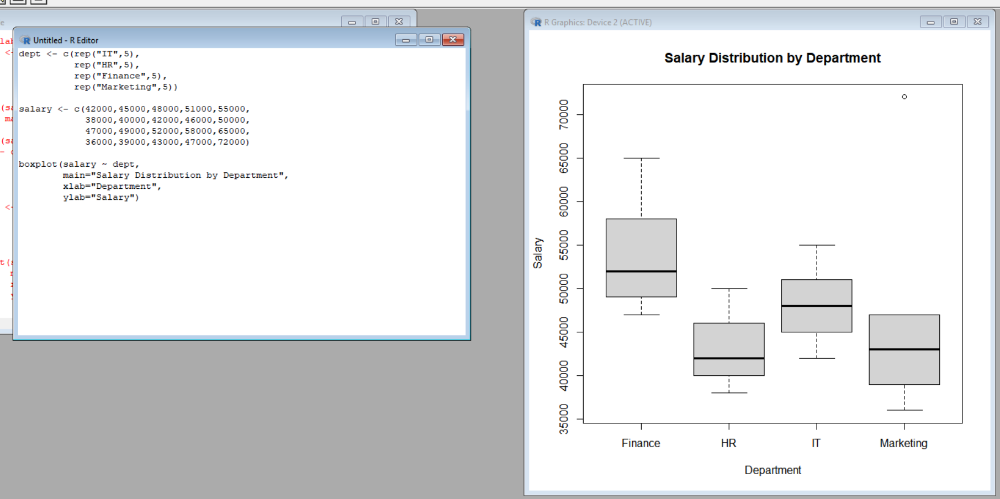 Untitled - R Editor
dept <- c(rep("IT",5),
          rep("HR",5),
          rep("Finance",5),
          rep("Marketing",5))
salary <- c(42000,45000,48000,51000,55000,
            38000,40000,42000,46000,50000,
            47000,49000,52000,58000,65000,
            36000,39000,43000,47000,72000)
boxplot(salary ~ dept,
        main="Salary Distribution by Department",
        xlab="Department",
        ylab="Salary")
R Graphics: Device 2 (ACTIVE)
Salary Distribution by Department
Salary
70000
65000
60000
55000
50000
45000
40000
35000
Finance HR IT Marketing
Department